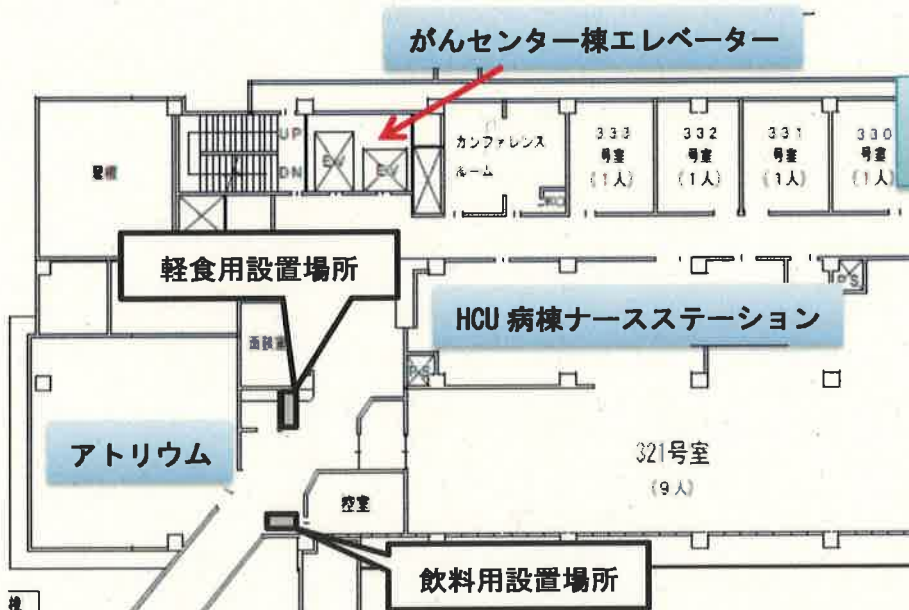 がんセンター棟エレベーター
UP
DN
EV
EV
カンファレンス
ルーム
333
号室
(1人)
332
号室
(1人)
331
号室
(1人)
330
号室
(1人)
屋根
軽食用設置場所
HCU 病棟ナースステーション
PS
面談室
PS
アトリウム
321号室
(9人)
控室
飲料用設置場所
棟